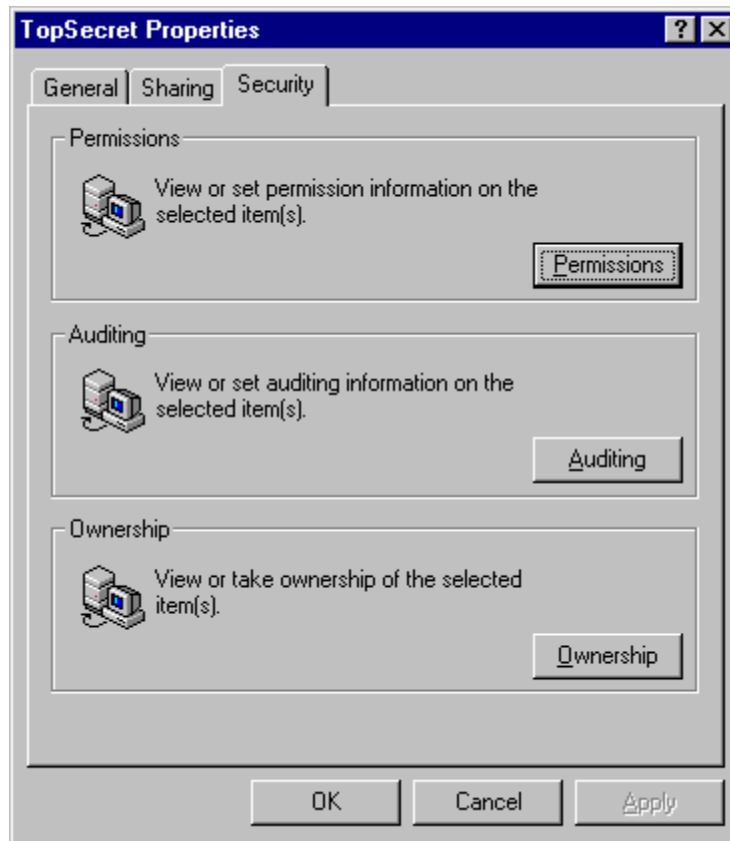 TopSecret Properties
General Sharing Security
Permissions
View or set permission information on the
selected item(s).
Permissions
Auditing
View or set auditing information on the
selected item(s).
Auditing
Ownership
View or take ownership of the selected
item(s).
Ownership
OK Cancel Apply